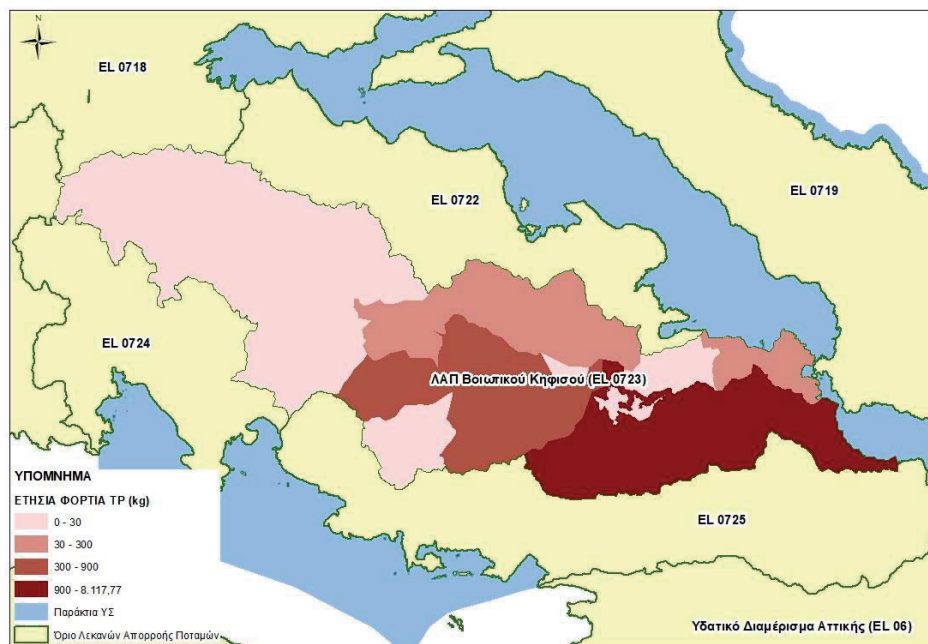 N
EL 0718
EL 0722
EL 0719
EL 0724
ΛΑΠ Βοιωτικού Κηφισού (EL 0723)
EL 0725
ΥΠΟΜΝΗΜΑ
ΕΤΗΣΙΑ ΦΟΡΤΙΑ TP (kg)
0 - 30
30 - 300
300 - 900
900 - 8.117,77
Παράκτια ΥΣ
Όριο Λεκανών Απορροής Ποταμών
Υδατικό Διαμέρισμα Αττικής (EL 06)